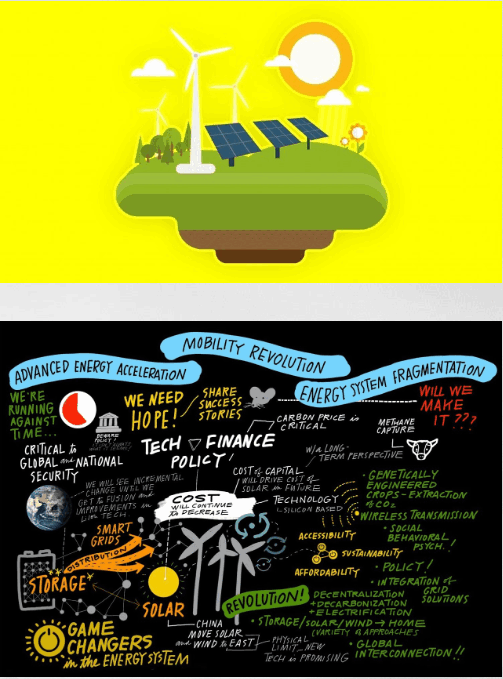 MOBILITY REVOLUTION
ADVANCED ENERGY ACCELERATION
ENERGY SYSTEM FRAGMENTATION
WE'RE
RUNNING
AGAINST
TIME...
WE NEED
HOPE!
SHARE
SUCCESS
STORIES
WILL WE
MAKE
IT ???
CARBON PRICE is
CRITICAL
METHANE
CAPTURE
CRITICAL to
GLOBAL and NATIONAL
SECURITY
TECH ▽ FINANCE
POLICY!
W/a LONG-
TERM PERSPECTIVE
COST of CAPITAL
WILL DRIVE COST of
SOLAR in FUTURE
WE WILL SEE INCREMENTAL
CHANGE UNTIL WE
GET to FUSION and
IMPROVEMENTS in
TECH
COST
WILL CONTINUE
to DECREASE
TECHNOLOGY
SILICON BASED
• GENETICALLY
ENGINEERED
CROPS - EXTRACTION
of CO2
WIRELESS TRANSMISSION
• SOCIAL
BEHAVIORAL
PSYCH.!
SMART
GRIDS
DISTRIBUTION
STORAGE
SOLAR
ACCESSIBILITY
SUSTAINABILITY
AFFORDABILITY
• POLICY!
• INTEGRATION of
GRID
SOLUTIONS
REVOLUTION!
DECENTRALIZATION
+ DECARBONIZATION
+ ELECTRIFICATION
• STORAGE/SOLAR/WIND → HOME
(VARIETY of APPROACHES
• GLOBAL
INTERCONNECTION!!
CHINA
MOVE SOLAR
and WIND to EAST
PHYSICAL
LIMIT... NEW
TECH is PROMISING
GAME
CHANGERS
in the ENERGY SYSTEM